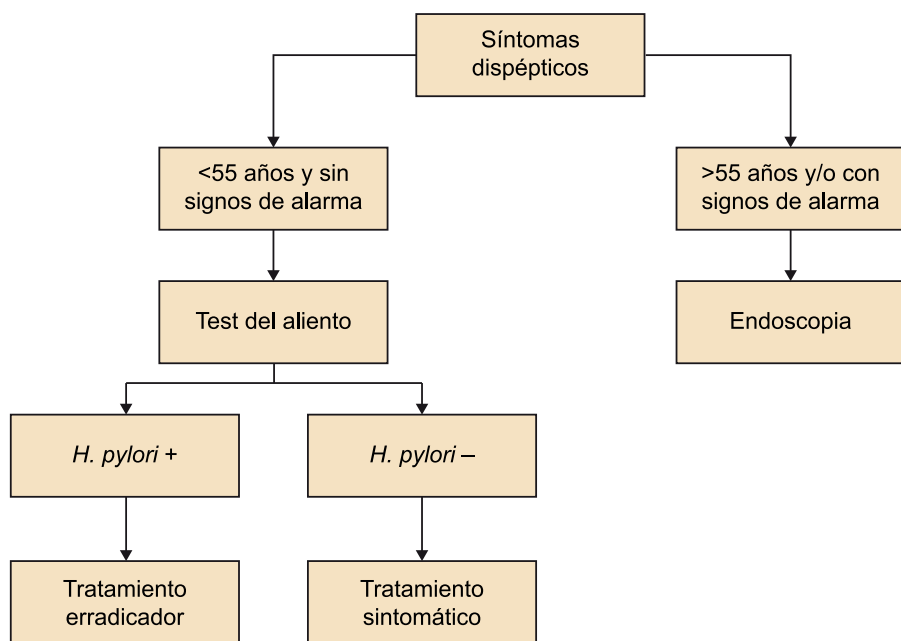 Síntomas
dispépticos
<55 años y sin
signos de alarma
>55 años y/o con
signos de alarma
Test del aliento
Endoscopia
H. pylori +
H. pylori –
Tratamiento
erradicador
Tratamiento
sintomático